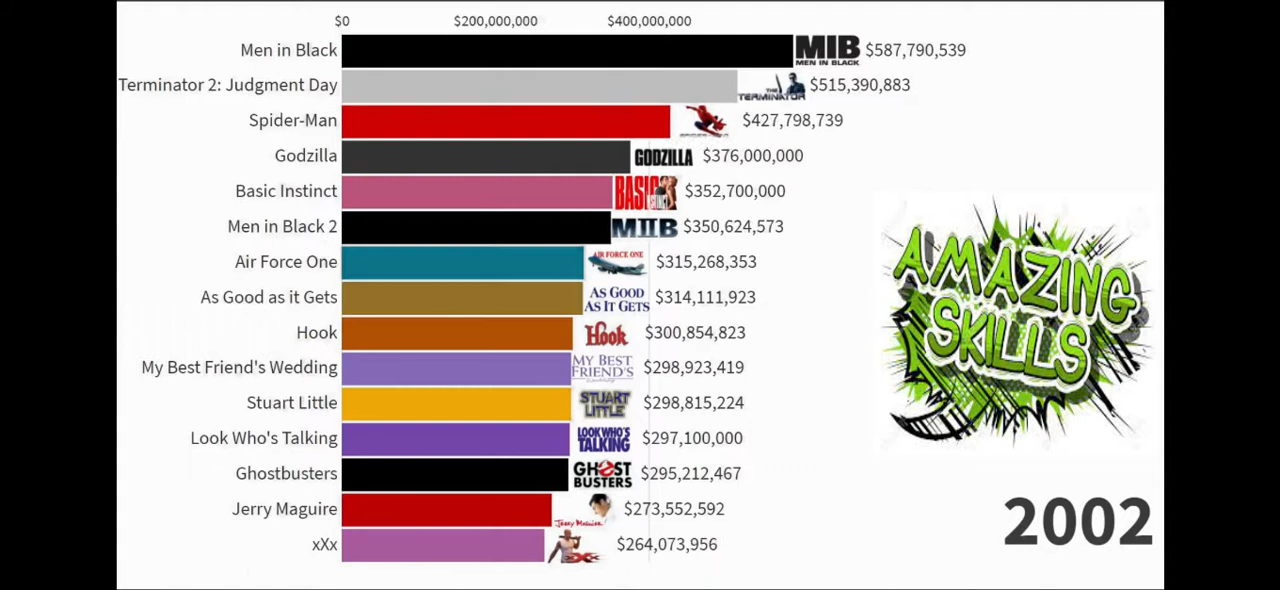 $0 $200,000,000 $400,000,000
Men in Black MIB MEN IN BLACK $587,790,539
Terminator 2: Judgment Day THE TERMINATOR $515,390,883
Spider-Man $427,798,739
Godzilla GODZILLA $376,000,000
Basic Instinct BASIC $352,700,000
Men in Black 2 MIIB $350,624,573
Air Force One AIR FORCE ONE $315,268,353
As Good as it Gets AS GOOD AS IT GETS $314,111,923
Hook Hook $300,854,823
My Best Friend's Wedding MY BEST FRIEND'S $298,923,419
Stuart Little STUART LITTLE $298,815,224
Look Who's Talking LOOK WHO'S TALKING $297,100,000
Ghostbusters GHOST BUSTERS $295,212,467
Jerry Maguire Jerry Maguire $273,552,592
xXx xXx $264,073,956
AMAZING
SKILLS
2002